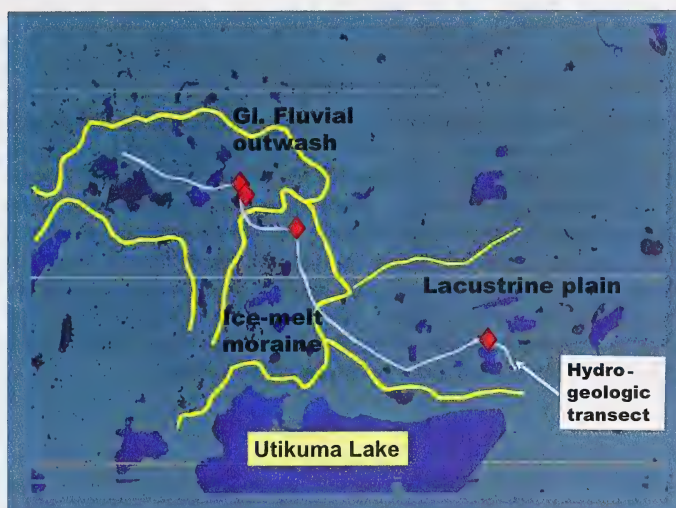 Gl. Fluvial
outwash
Lacustrine plain
Ice-melt
moraine
Hydro-
geologic
transect
Utikuma Lake